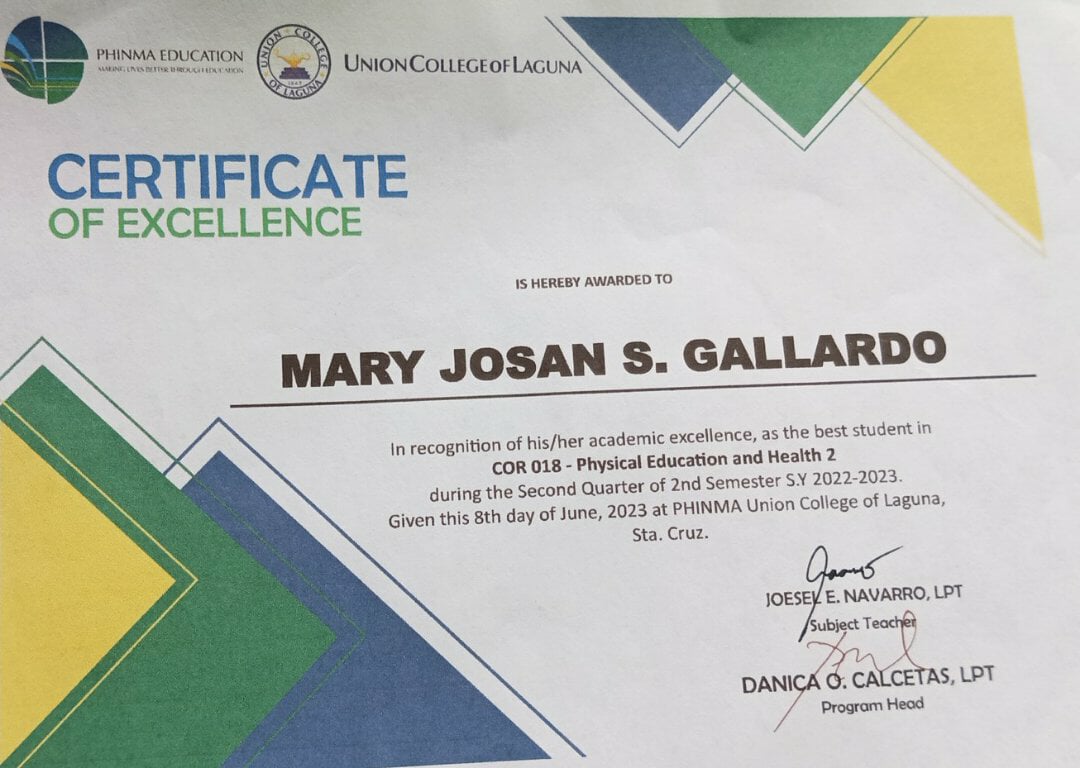 PHINMA EDUCATION
MAKING LIVES BETTER THROUGH EDUCATION
UNION COLLEGE OF LAGUNA
UNION COLLEGE OF LAGUNA
CERTIFICATE
OF EXCELLENCE
IS HEREBY AWARDED TO
MARY JOSAN S. GALLARDO
In recognition of his/her academic excellence, as the best student in
COR 018 - Physical Education and Health 2
during the Second Quarter of 2nd Semester S.Y 2022-2023.
Given this 8th day of June, 2023 at PHINMA Union College of Laguna,
Sta. Cruz.
JOESEL E. NAVARRO, LPT
Subject Teacher
DANICA O. CALCETAS, LPT
Program Head